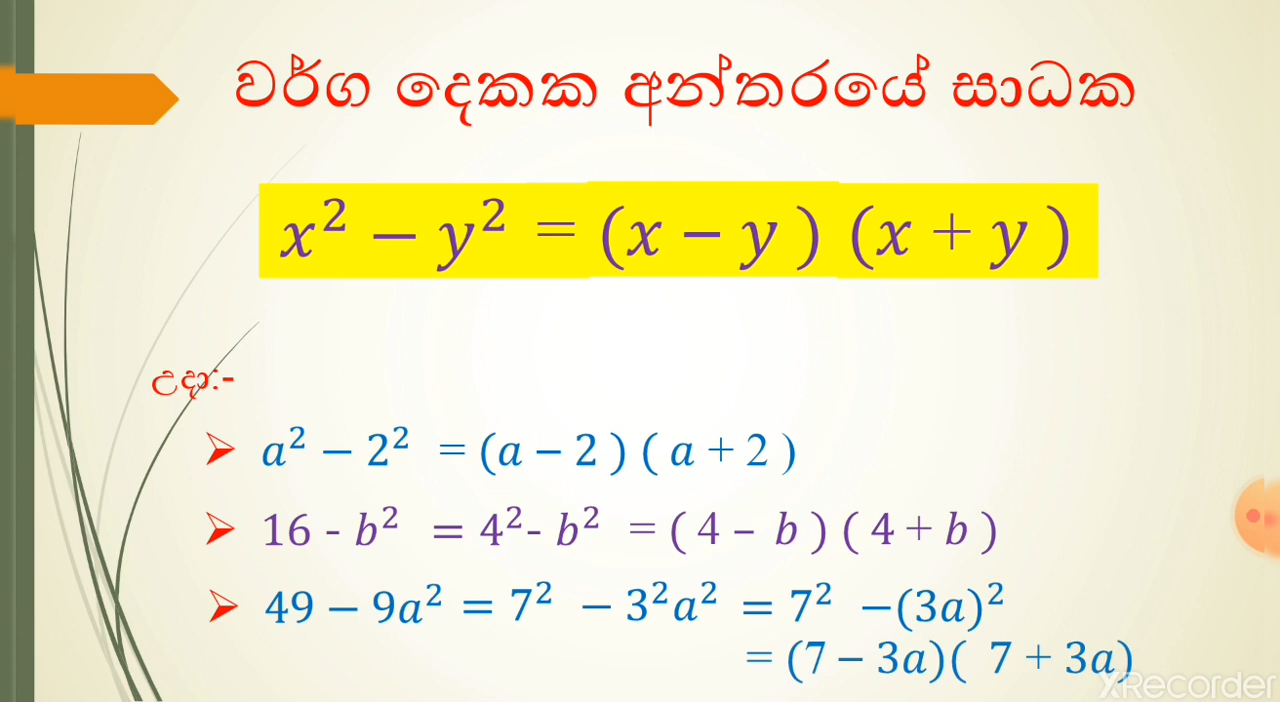 වර්ග දෙකක අන්තරයේ සාධක
x² − y² = (x − y ) (x + y )
උදා:-
➢ a² − 2² = (a − 2 ) ( a + 2 )
➢ 16 - b² = 4²- b² = ( 4 − b ) ( 4 + b )
➢ 49 − 9a² = 7² − 3²a² = 7² −(3a)²
= (7 − 3a)( 7 + 3a)
XRecorder